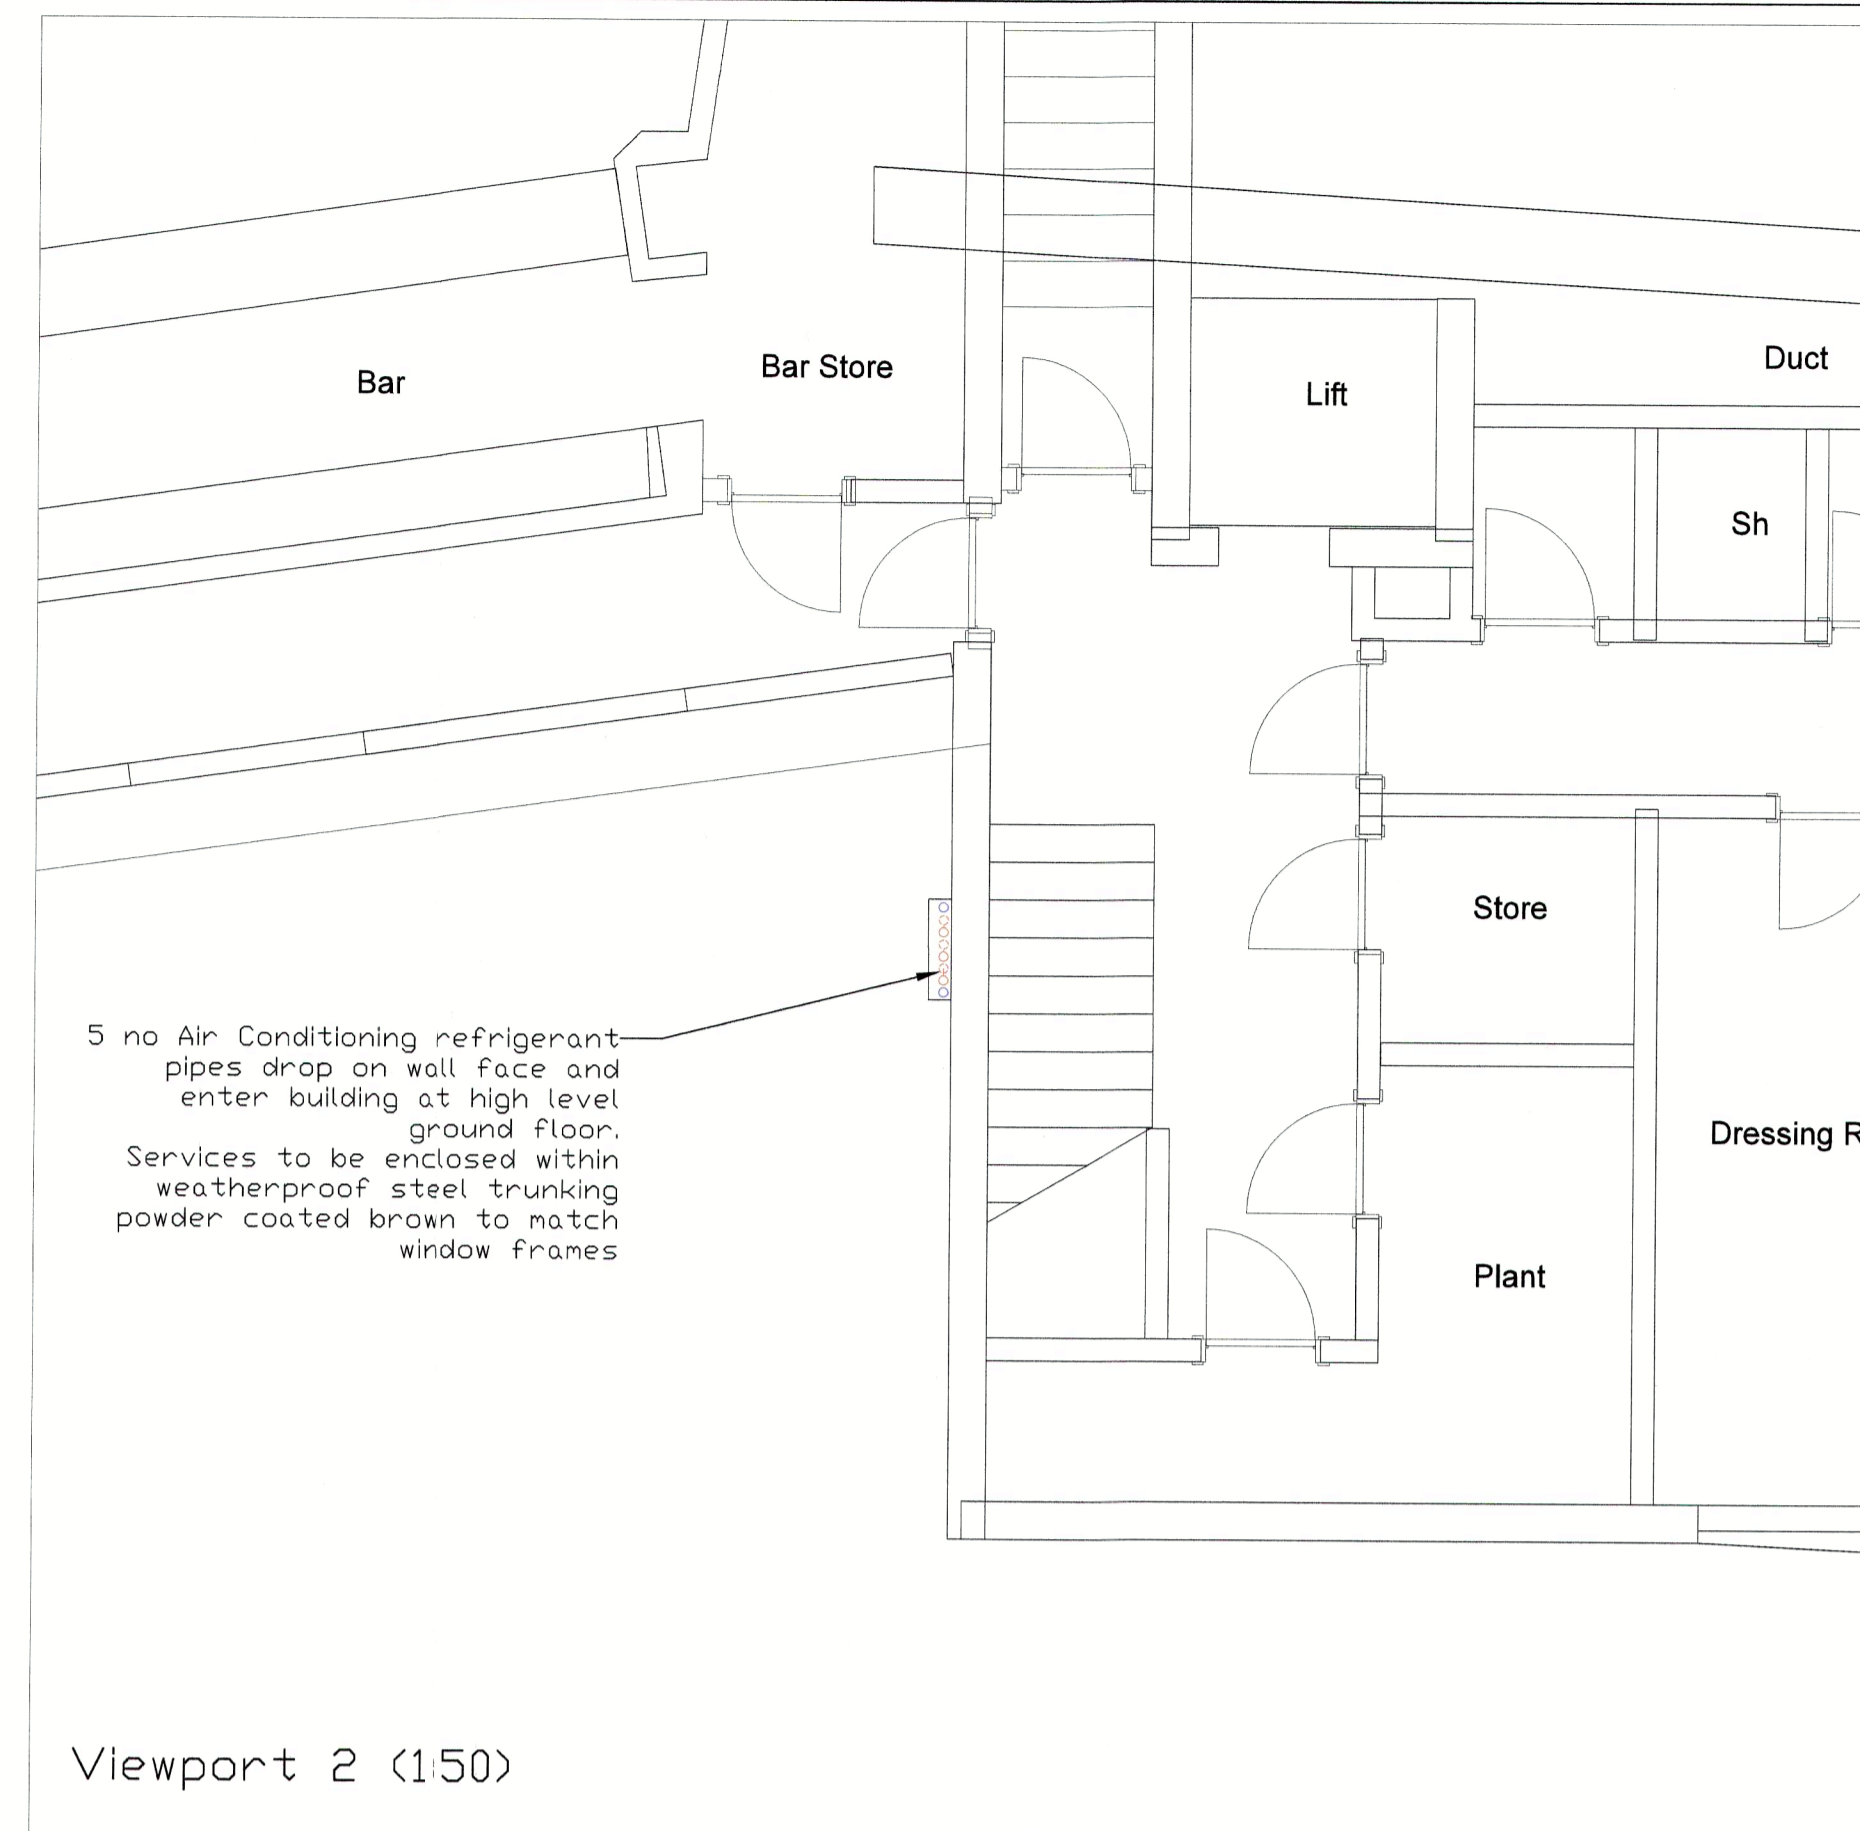 Bar
Bar Store
Lift
Duct
Sh
Store
5 no Air Conditioning refrigerant
pipes drop on wall face and
enter building at high level
ground floor.
Services to be enclosed within
weatherproof steel trunking
powder coated brown to match
window frames
Dressing R
Plant
Viewport 2 (1:50)